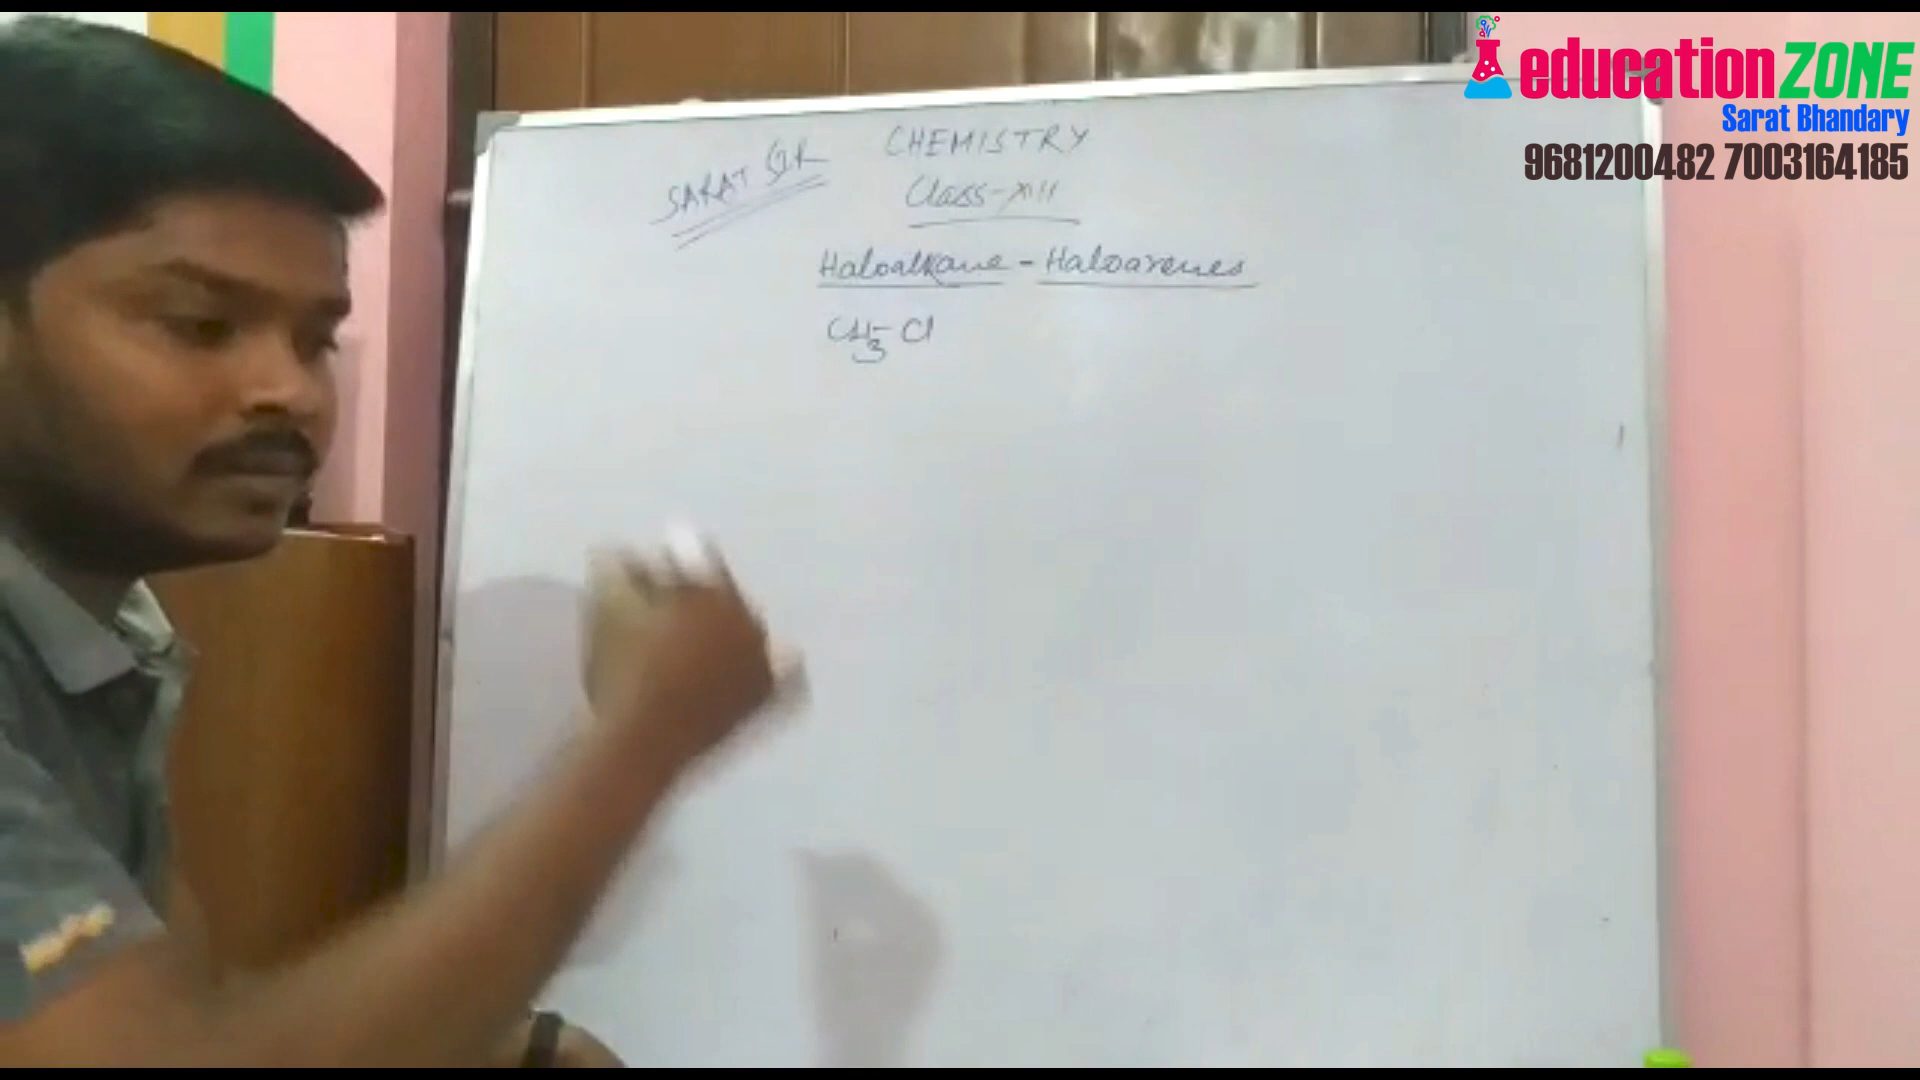 educationZONE
Sarat Bhandary
9681200482 7003164185
CHEMISTRY
SARAT SIR
Class-XII
Haloalkane - Haloarenes
CH₃-Cl